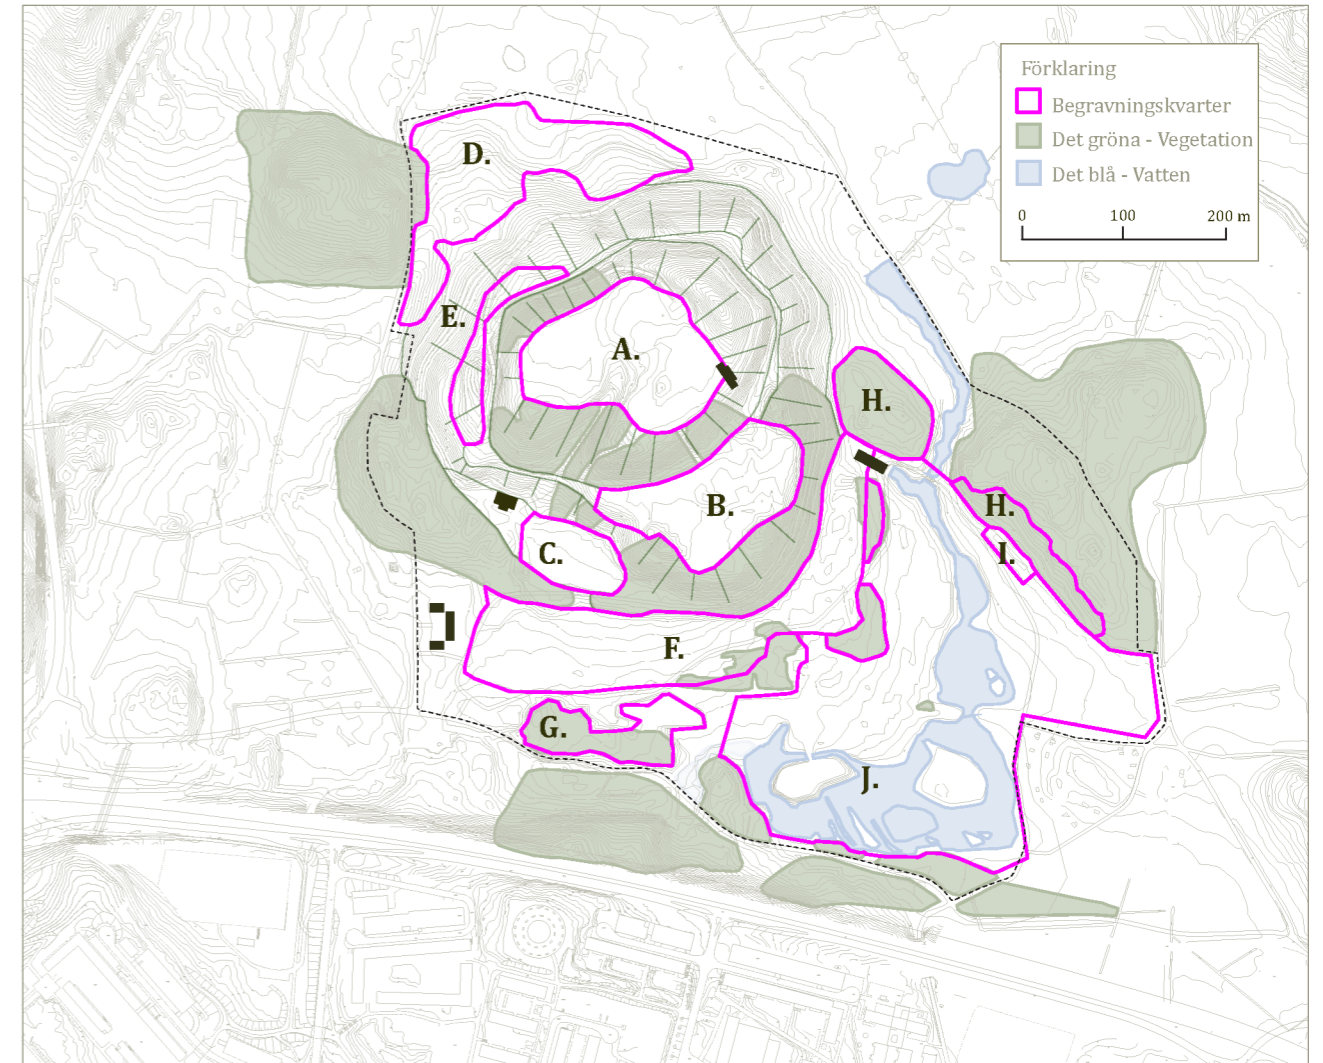 Förklaring
Begravningskvarter
Det gröna - Vegetation
Det blå - Vatten
0 100 200 m
D.
E.
A.
H.
B.
H.
C.
I.
F.
G.
J.